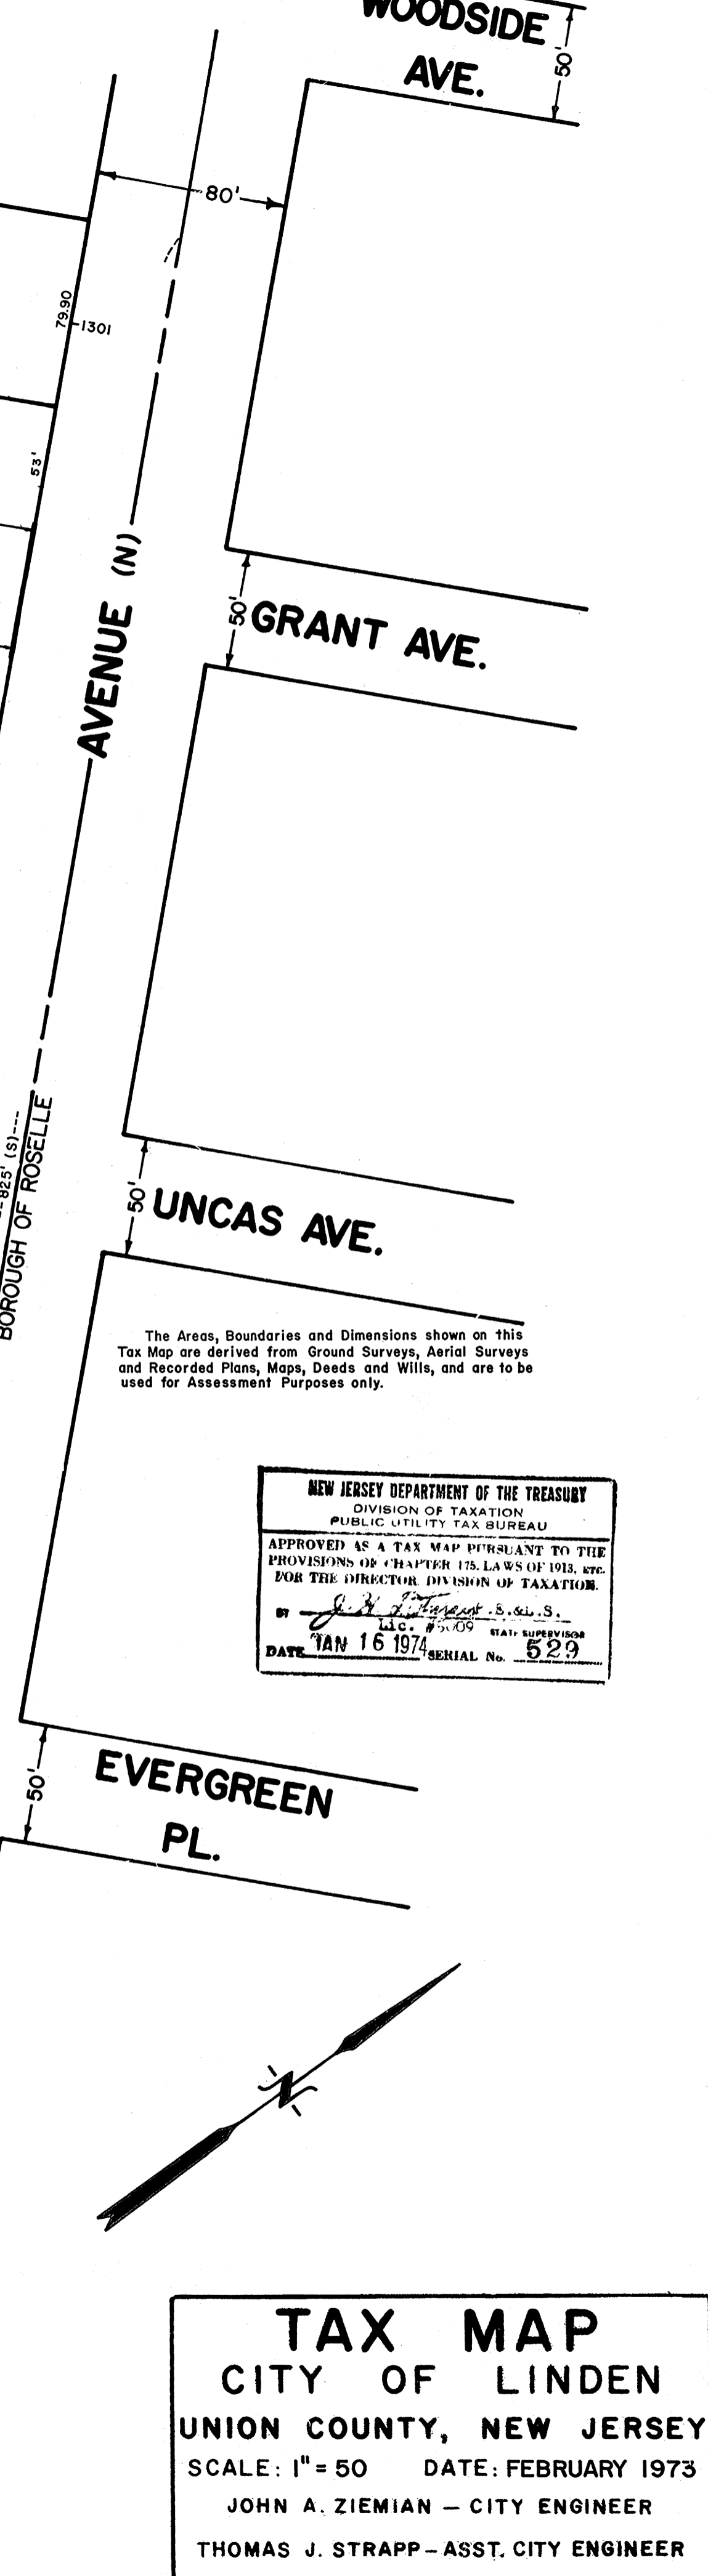 WOODSIDE
AVE.
50'
80'
79.90
1301
53'
AVENUE (N)
50'
GRANT AVE.
825' (S)---
BOROUGH OF ROSELLE
50'
UNCAS AVE.
The Areas, Boundaries and Dimensions shown on this
Tax Map are derived from Ground Surveys, Aerial Surveys
and Recorded Plans, Maps, Deeds and Wills, and are to be
used for Assessment Purposes only.
NEW JERSEY DEPARTMENT OF THE TREASURY
DIVISION OF TAXATION
PUBLIC UTILITY TAX BUREAU
APPROVED AS A TAX MAP PURSUANT TO THE
PROVISIONS OF CHAPTER 175. LAWS OF 1913, ETC.
FOR THE DIRECTOR. DIVISION OF TAXATION.
BY J. H. E.&L.S.
Lic. #5009 STATE SUPERVISOR
DATE JAN 16 1974 SERIAL No. 529
50'
EVERGREEN
PL.
N
TAX MAP
CITY OF LINDEN
UNION COUNTY, NEW JERSEY
SCALE: 1"= 50 DATE: FEBRUARY 1973
JOHN A. ZIEMIAN — CITY ENGINEER
THOMAS J. STRAPP – ASST. CITY ENGINEER